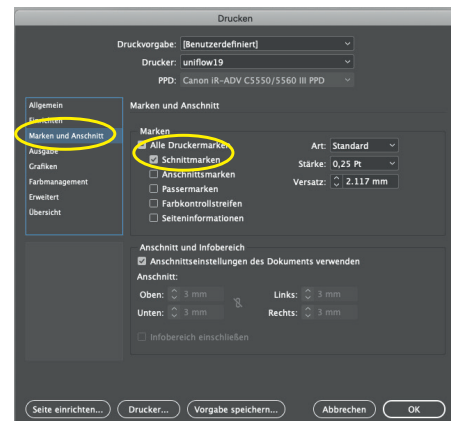 Drucken
Druckvorgabe: [Benutzerdefiniert]
Drucker: uniflow19
PPD: Canon iR-ADV C5550/5560 III PPD
Allgemein
Einrichten
Marken und Anschnitt
Ausgabe
Grafiken
Farbmanagement
Erweitert
Übersicht
Marken und Anschnitt
Marken
Alle Druckermarken
Schnittmarken
Anschnittsmarken
Passermarken
Farbkontrollstreifen
Seiteninformationen
Art: Standard
Stärke: 0,25 Pt
Versatz: 2.117 mm
Anschnitt und Infobereich
Anschnittseinstellungen des Dokuments verwenden
Anschnitt:
Oben: 3 mm Links: 3 mm
Unten: 3 mm Rechts: 3 mm
Infobereich einschließen
Seite einrichten... Drucker... Vorgabe speichern... Abbrechen OK